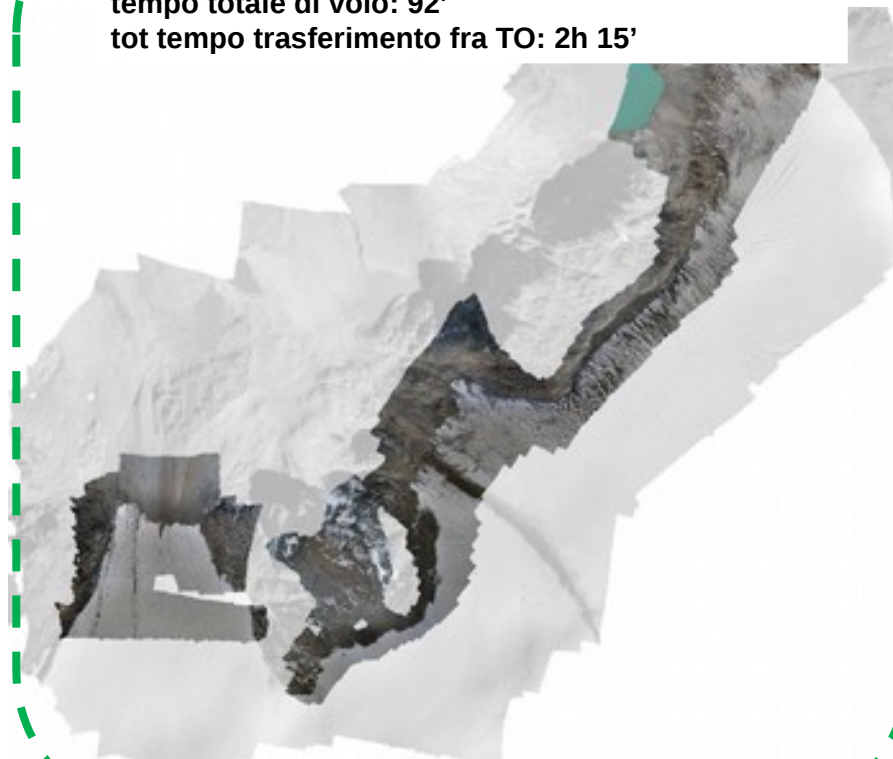 tempo totale di volo: 92'
tot tempo trasferimento fra TO: 2h 15’